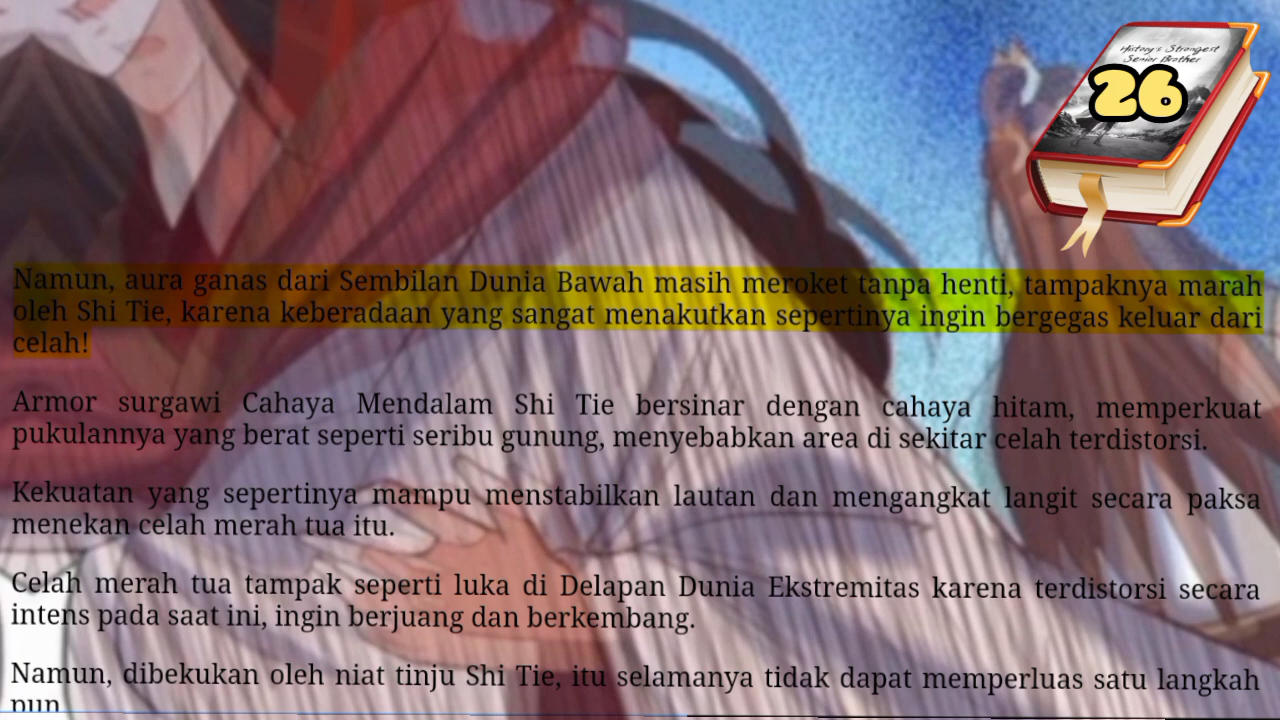 History's Strongest
Senior Brother
26
Namun, aura ganas dari Sembilan Dunia Bawah masih meroket tanpa henti, tampaknya marah
oleh Shi Tie, karena keberadaan yang sangat menakutkan sepertinya ingin bergegas keluar dari
celah!
Armor surgawi Cahaya Mendalam Shi Tie bersinar dengan cahaya hitam, memperkuat
pukulannya yang berat seperti seribu gunung, menyebabkan area di sekitar celah terdistorsi.
Kekuatan yang sepertinya mampu menstabilkan lautan dan mengangkat langit secara paksa
menekan celah merah tua itu.
Celah merah tua tampak seperti luka di Delapan Dunia Ekstremitas karena terdistorsi secara
intens pada saat ini, ingin berjuang dan berkembang.
Namun, dibekukan oleh niat tinju Shi Tie, itu selamanya tidak dapat memperluas satu langkah
pun